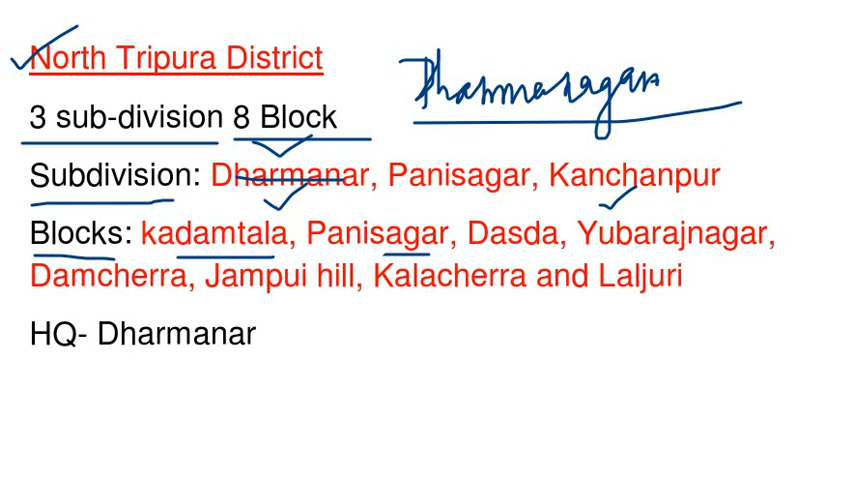 North Tripura District
Dharmanagar
3 sub-division 8 Block
Subdivision: Dharmanar, Panisagar, Kanchanpur
Blocks: kadamtala, Panisagar, Dasda, Yubarajnagar,
Damcherra, Jampui hill, Kalacherra and Laljuri
HQ- Dharmanar